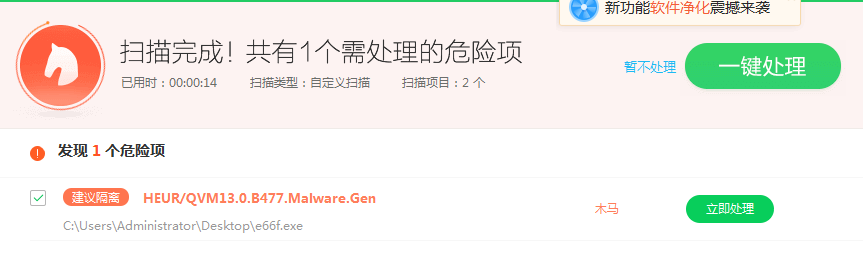 新功能软件净化震撼来袭
扫描完成！共有1个需处理的危险项
已用时：00:00:14 扫描类型：自定义扫描 扫描项目：2 个
暂不处理 一键处理
发现 1 个危险项
建议隔离 HEUR/QVM13.0.B477.Malware.Gen 木马 立即处理
C:\Users\Administrator\Desktop\e66f.exe